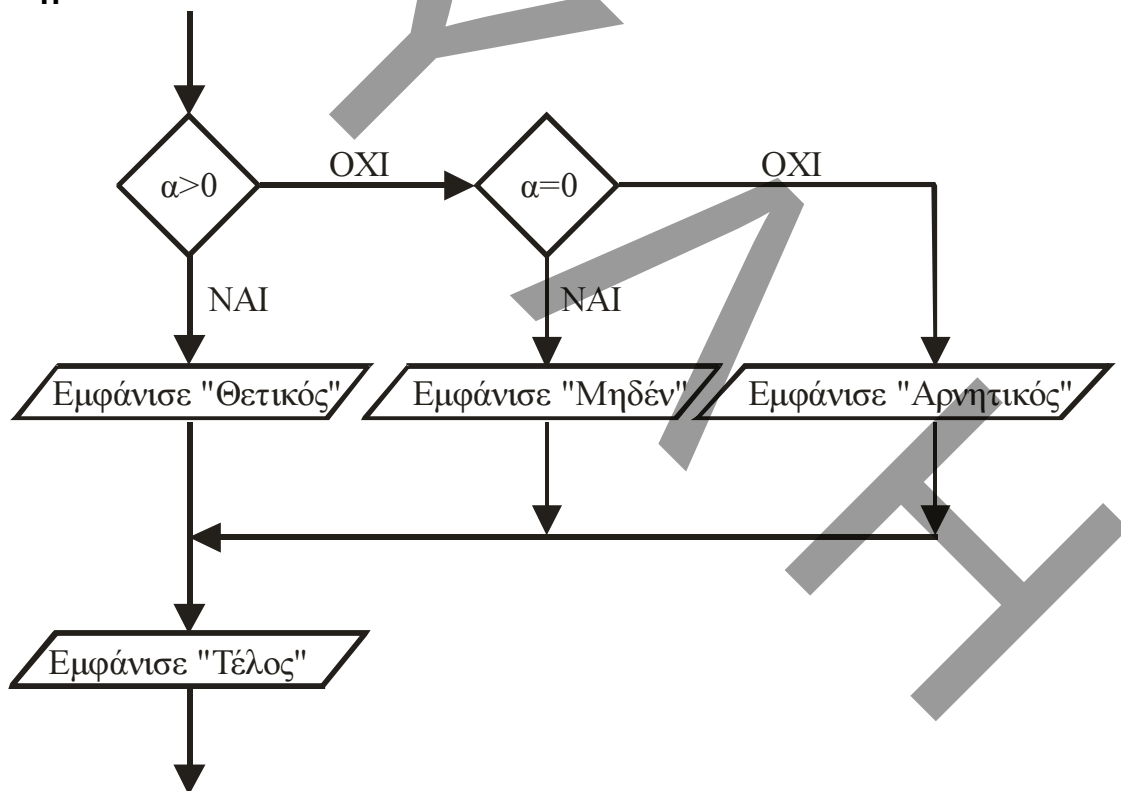 ΟΧΙ
ΟΧΙ
α>0
α=0
ΝΑΙ
ΝΑΙ
Εμφάνισε "Θετικός"
Εμφάνισε "Μηδέν"
Εμφάνισε "Αρνητικός"
Εμφάνισε "Τέλος"